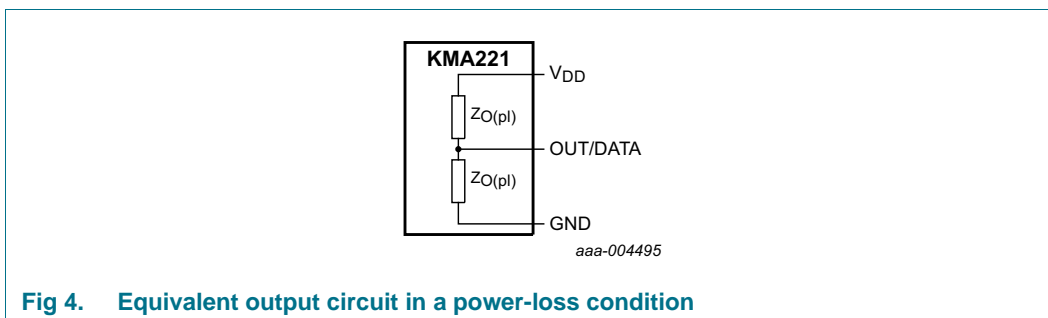 KMA221
VDD
ZO(pl)
OUT/DATA
ZO(pl)
GND
aaa-004495
Fig 4. Equivalent output circuit in a power-loss condition